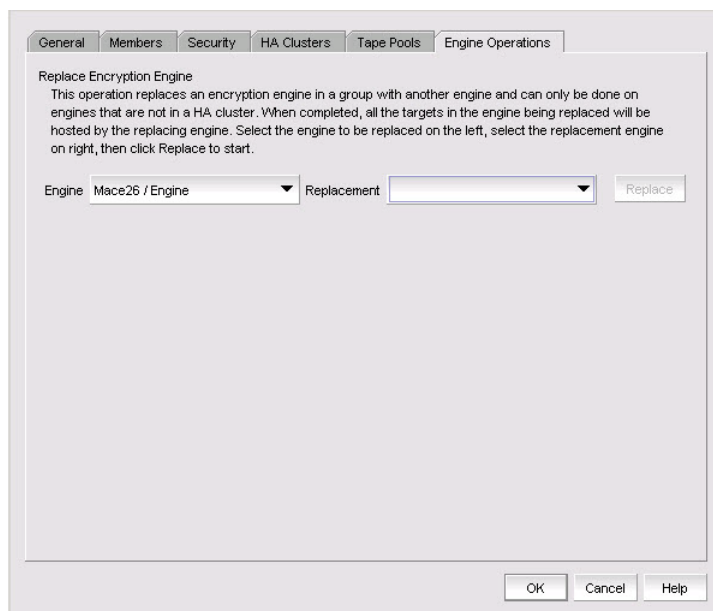 General Members Security HA Clusters Tape Pools Engine Operations
Replace Encryption Engine
This operation replaces an encryption engine in a group with another engine and can only be done on
engines that are not in a HA cluster. When completed, all the targets in the engine being replaced will be
hosted by the replacing engine. Select the engine to be replaced on the left, select the replacement engine
on right, then click Replace to start.
Engine Mace26 / Engine Replacement Replace
OK Cancel Help